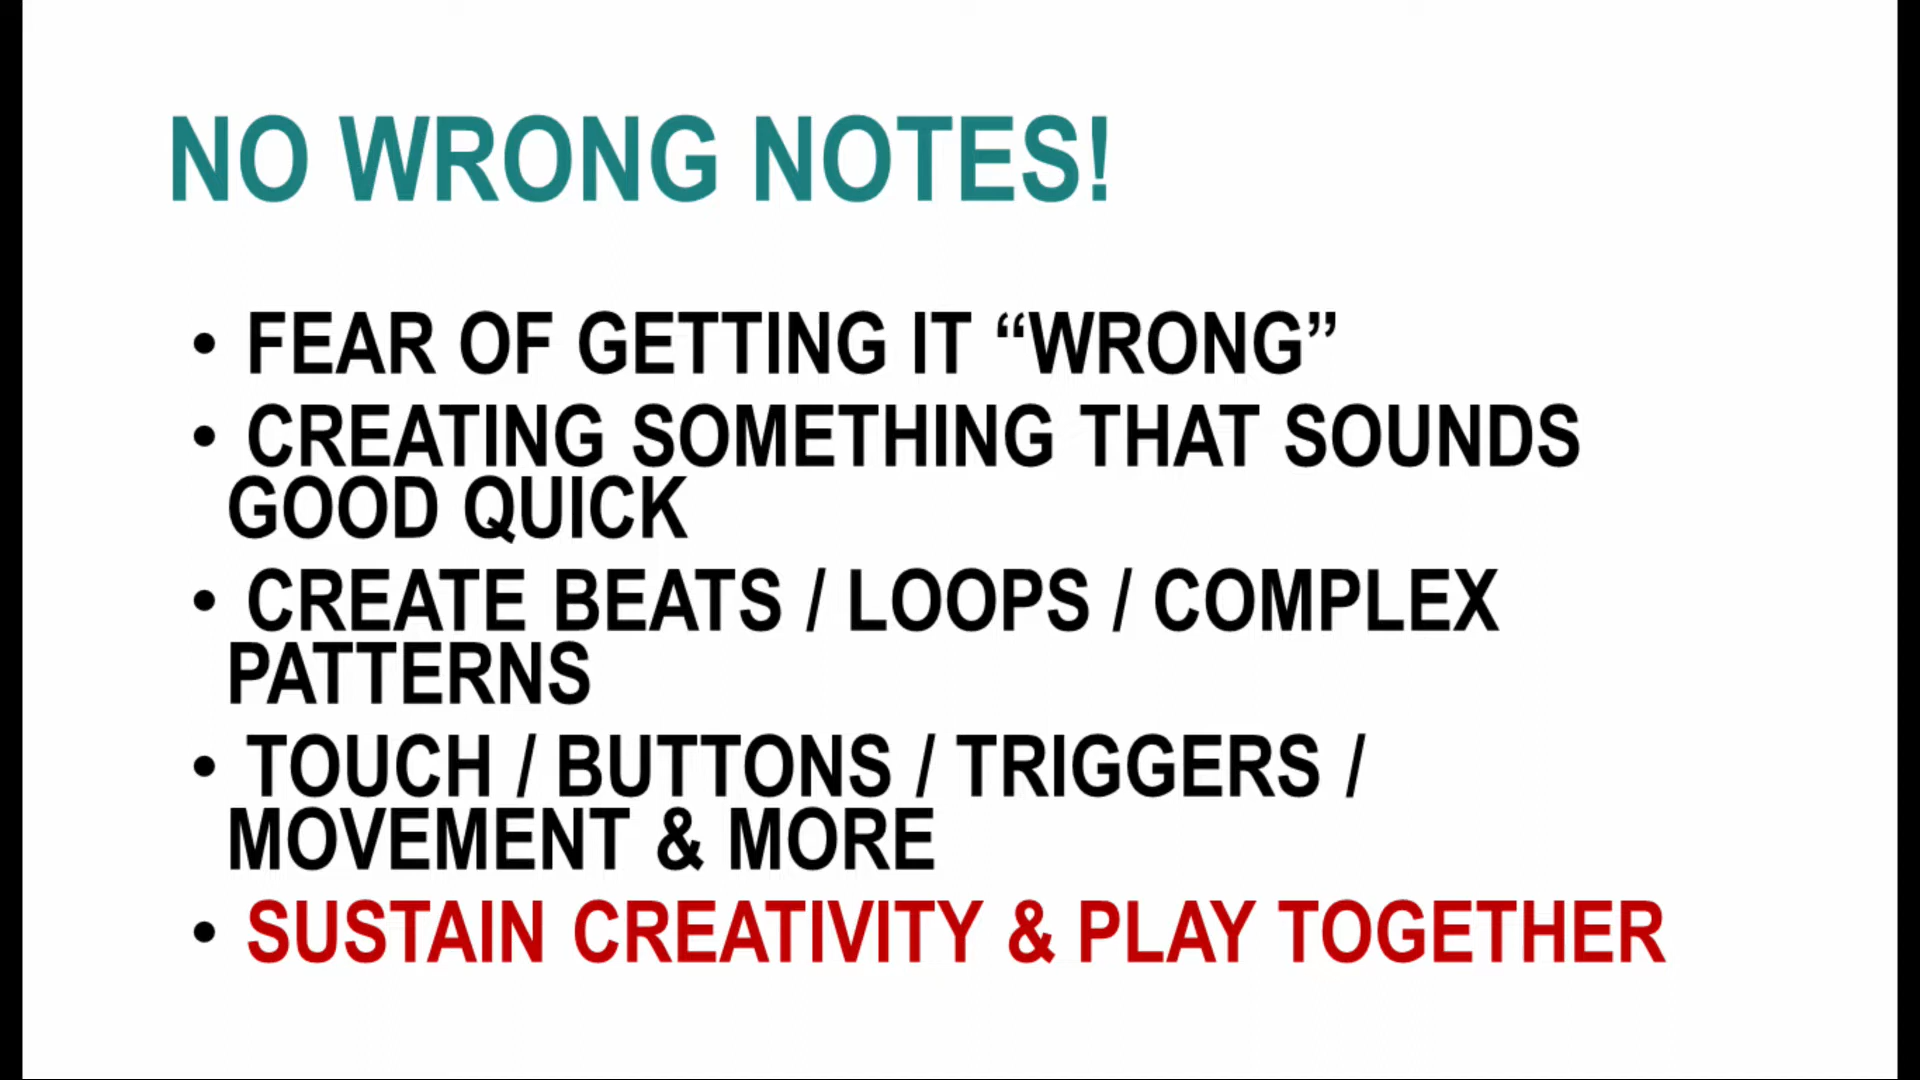 NO WRONG NOTES!
• FEAR OF GETTING IT “WRONG”
• CREATING SOMETHING THAT SOUNDS
GOOD QUICK
• CREATE BEATS / LOOPS / COMPLEX
PATTERNS
• TOUCH / BUTTONS / TRIGGERS /
MOVEMENT & MORE
• SUSTAIN CREATIVITY & PLAY TOGETHER